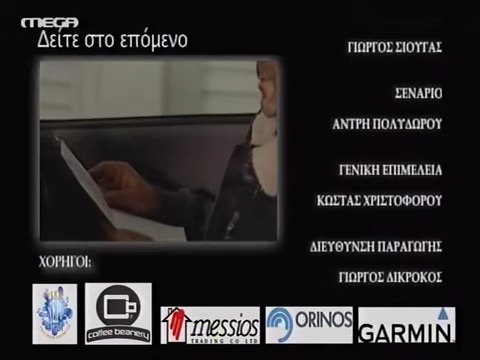 MEGA
Δείτε στο επόμενο
ΓΙΩΡΓΟΣ ΣΙΟΥΓΑΣ
ΣΕΝΑΡΙΟ
ΑΝΤΡΗ ΠΟΛΥΔΩΡΟΥ
ΓΕΝΙΚΗ ΕΠΙΜΕΛΕΙΑ
ΚΩΣΤΑΣ ΧΡΙΣΤΟΦΟΡΟΥ
ΔΙΕΥΘΥΝΣΗ ΠΑΡΑΓΩΓΗΣ
ΓΙΩΡΓΟΣ ΔΙΚΡΟΚΟΣ
ΧΟΡΗΓΟΙ:
coffee beanery
messios
TRADING CO LTD
ORINOS
GARMIN